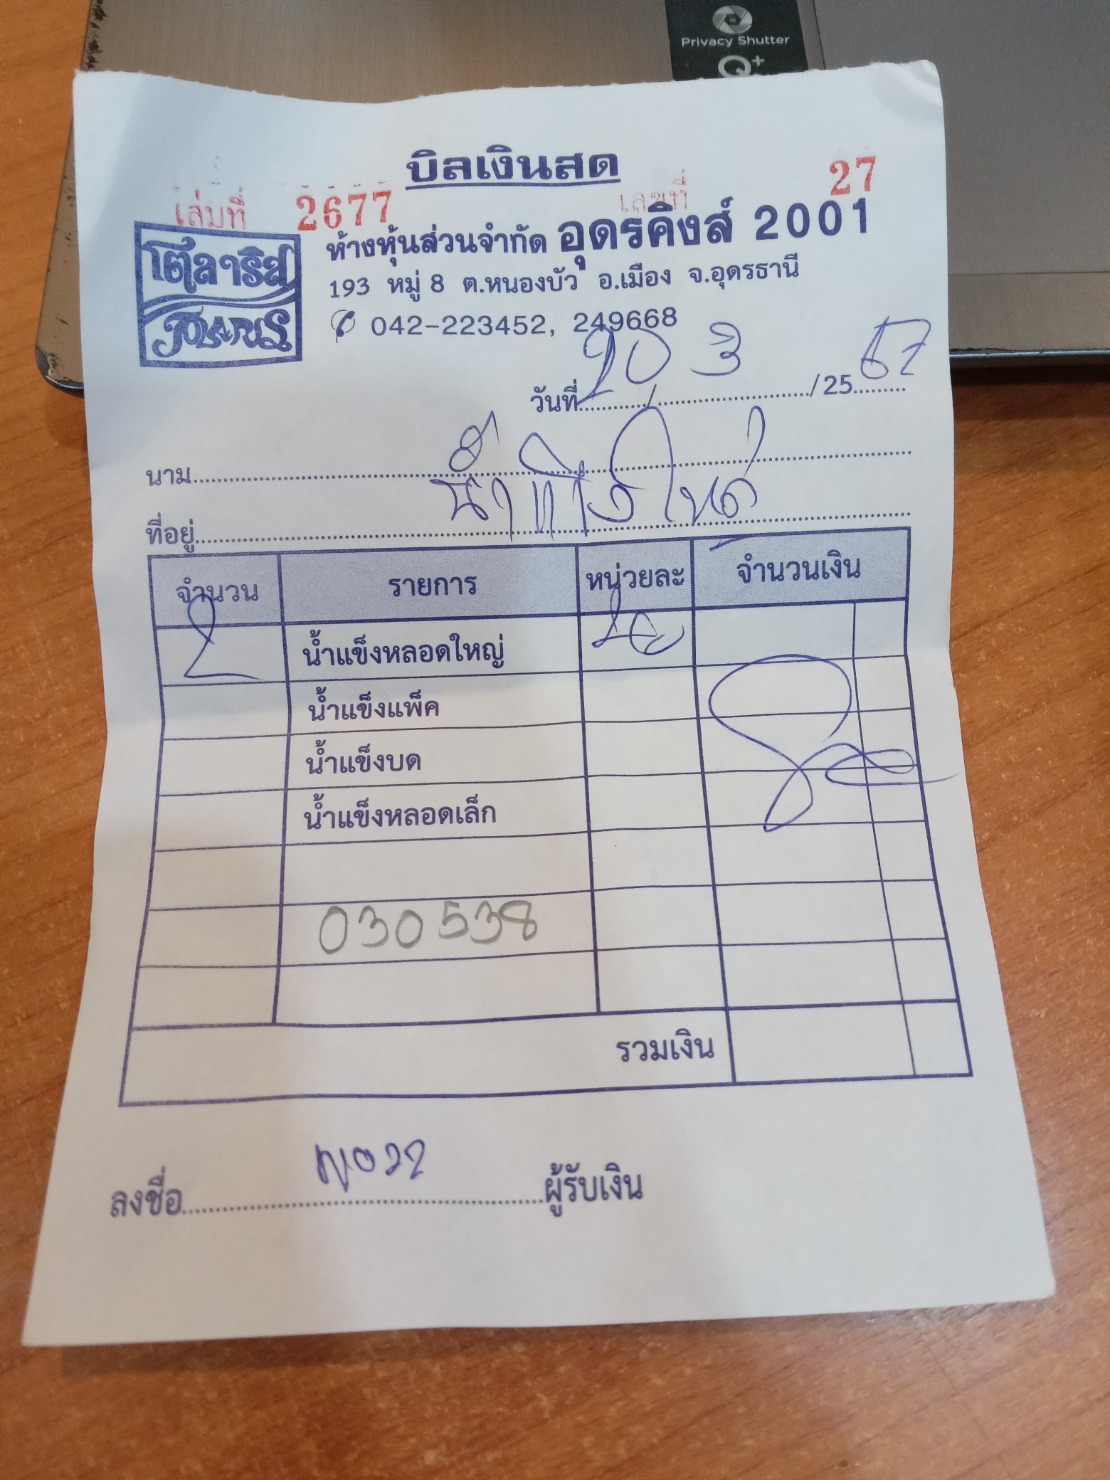 Privacy Shutter
Q+
บิลเงินสด
เล่มที่ 2677 เลขที่ 27
โตลาริส
POLARIS
ห้างหุ้นส่วนจำกัด อุดรคิงส์ 2001
193 หมู่ 8 ต.หนองบัว อ.เมือง จ.อุดรธานี
✆ 042-223452, 249668
วันที่ 20 / 3 / 25 67
นาม
ที่อยู่
จำนวน รายการ หน่วยละ จำนวนเงิน
2 น้ำแข็งหลอดใหญ่ 40
น้ำแข็งแพ็ค
น้ำแข็งบด 80
น้ำแข็งหลอดเล็ก
030538
รวมเงิน
ลงชื่อ ผู้รับเงิน